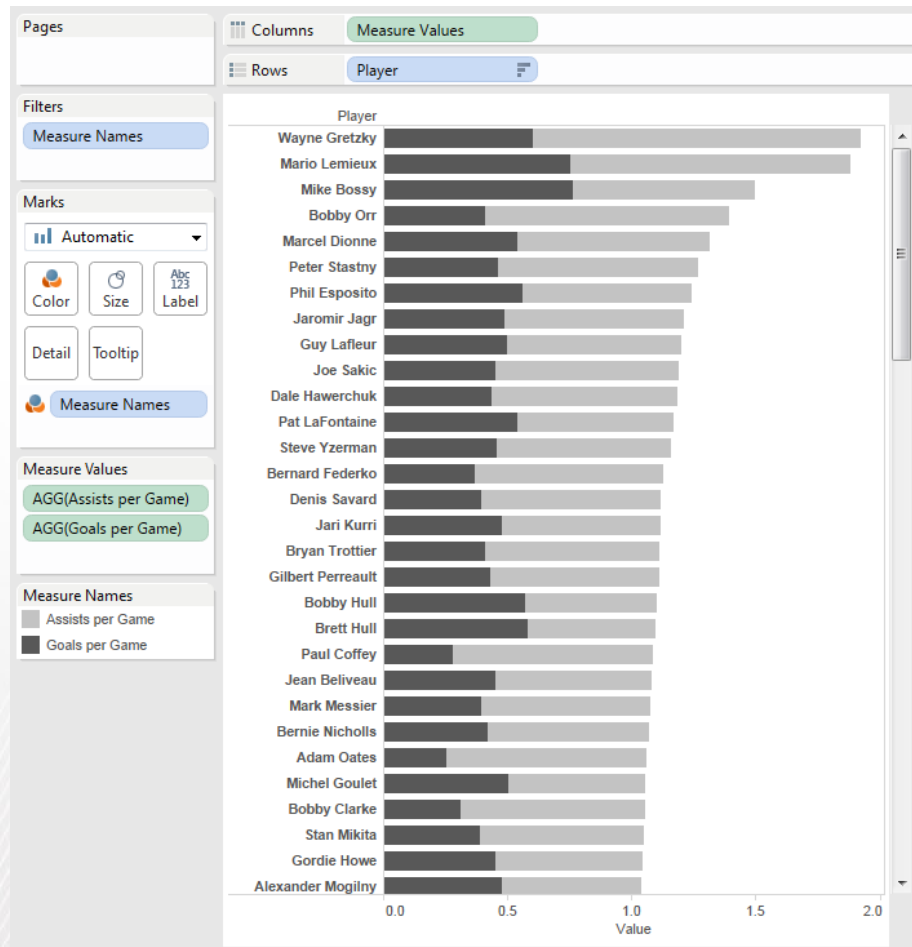 Pages
Columns
Measure Values
Rows
Player
Filters
Measure Names
Marks
Automatic
Color
Size
Abc
123
Label
Detail
Tooltip
Measure Names
Measure Values
AGG(Assists per Game)
AGG(Goals per Game)
Measure Names
Assists per Game
Goals per Game
Player
Wayne Gretzky
Mario Lemieux
Mike Bossy
Bobby Orr
Marcel Dionne
Peter Stastny
Phil Esposito
Jaromir Jagr
Guy Lafleur
Joe Sakic
Dale Hawerchuk
Pat LaFontaine
Steve Yzerman
Bernard Federko
Denis Savard
Jari Kurri
Bryan Trottier
Gilbert Perreault
Bobby Hull
Brett Hull
Paul Coffey
Jean Beliveau
Mark Messier
Bernie Nicholls
Adam Oates
Michel Goulet
Bobby Clarke
Stan Mikita
Gordie Howe
Alexander Mogilny
0.0 0.5 1.0 1.5 2.0
Value